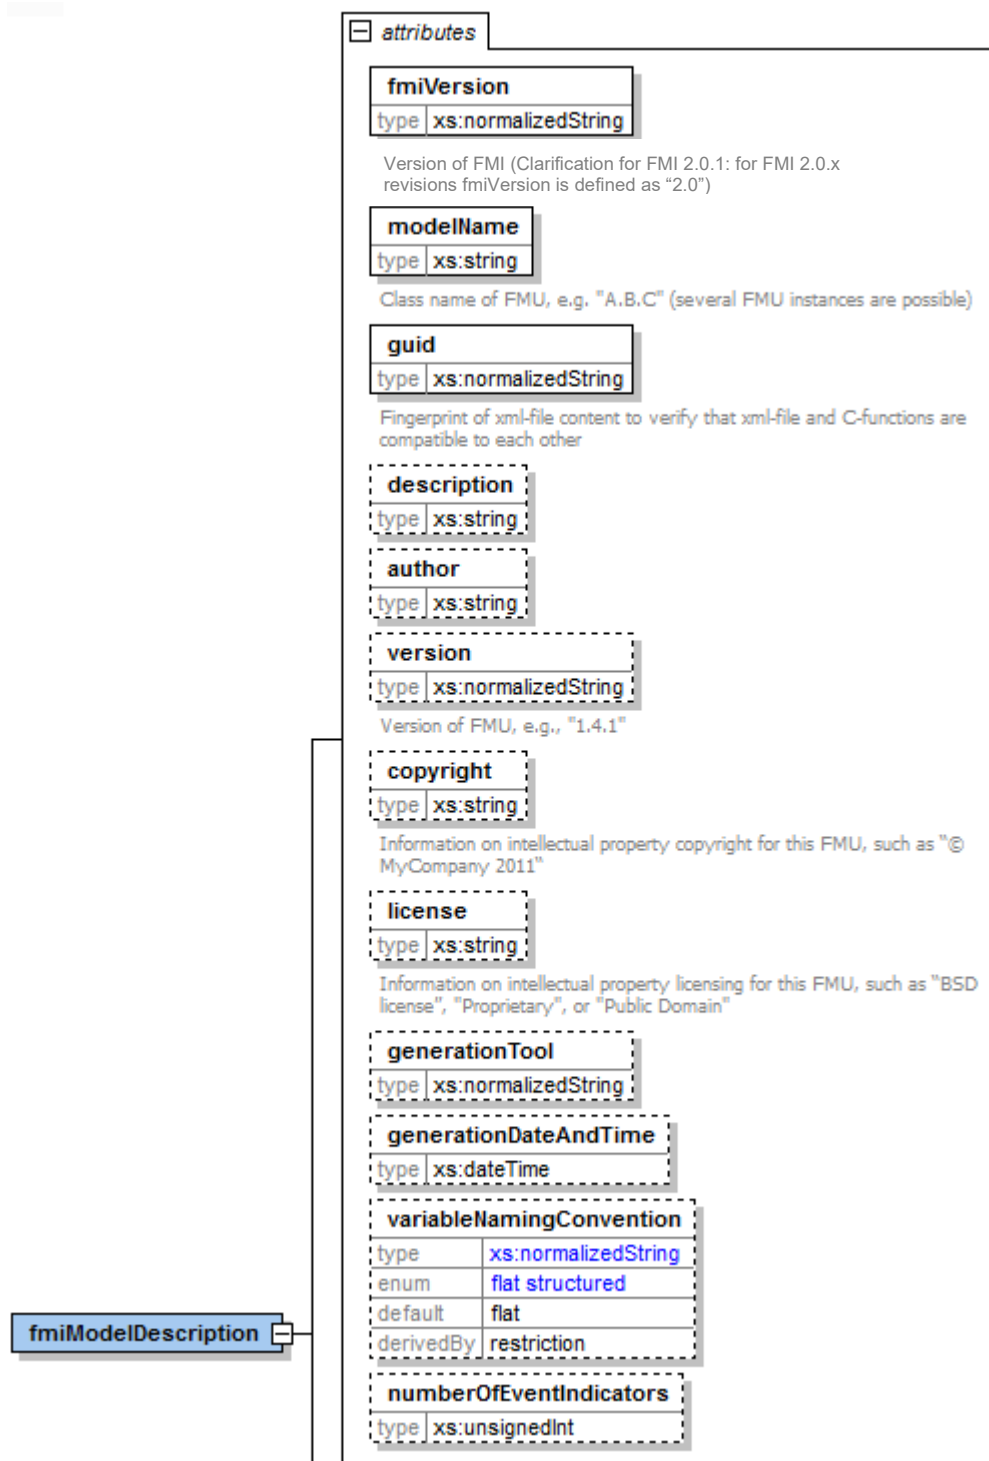 attributes
fmiVersion
type xs:normalizedString
Version of FMI (Clarification for FMI 2.0.1: for FMI 2.0.x
revisions fmiVersion is defined as “2.0”)
modelName
type xs:string
Class name of FMU, e.g. "A.B.C" (several FMU instances are possible)
guid
type xs:normalizedString
Fingerprint of xml-file content to verify that xml-file and C-functions are
compatible to each other
description
type xs:string
author
type xs:string
version
type xs:normalizedString
Version of FMU, e.g., "1.4.1"
copyright
type xs:string
Information on intellectual property copyright for this FMU, such as “©
MyCompany 2011“
license
type xs:string
Information on intellectual property licensing for this FMU, such as “BSD
license”, "Proprietary", or "Public Domain"
generationTool
type xs:normalizedString
generationDateAndTime
type xs:dateTime
variableNamingConvention
type xs:normalizedString
enum flat structured
default flat
derivedBy restriction
fmiModelDescription
numberOfEventIndicators
type xs:unsignedInt